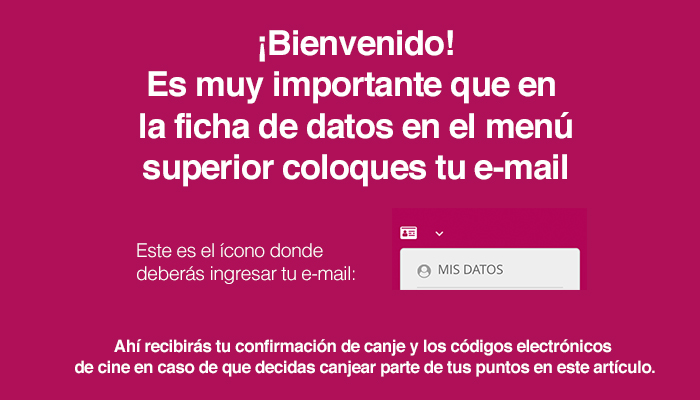 ¡Bienvenido!
Es muy importante que en
la ficha de datos en el menú
superior coloques tu e-mail
Este es el ícono donde
deberás ingresar tu e-mail:
MIS DATOS
Ahí recibirás tu confirmación de canje y los códigos electrónicos
de cine en caso de que decidas canjear parte de tus puntos en este artículo.